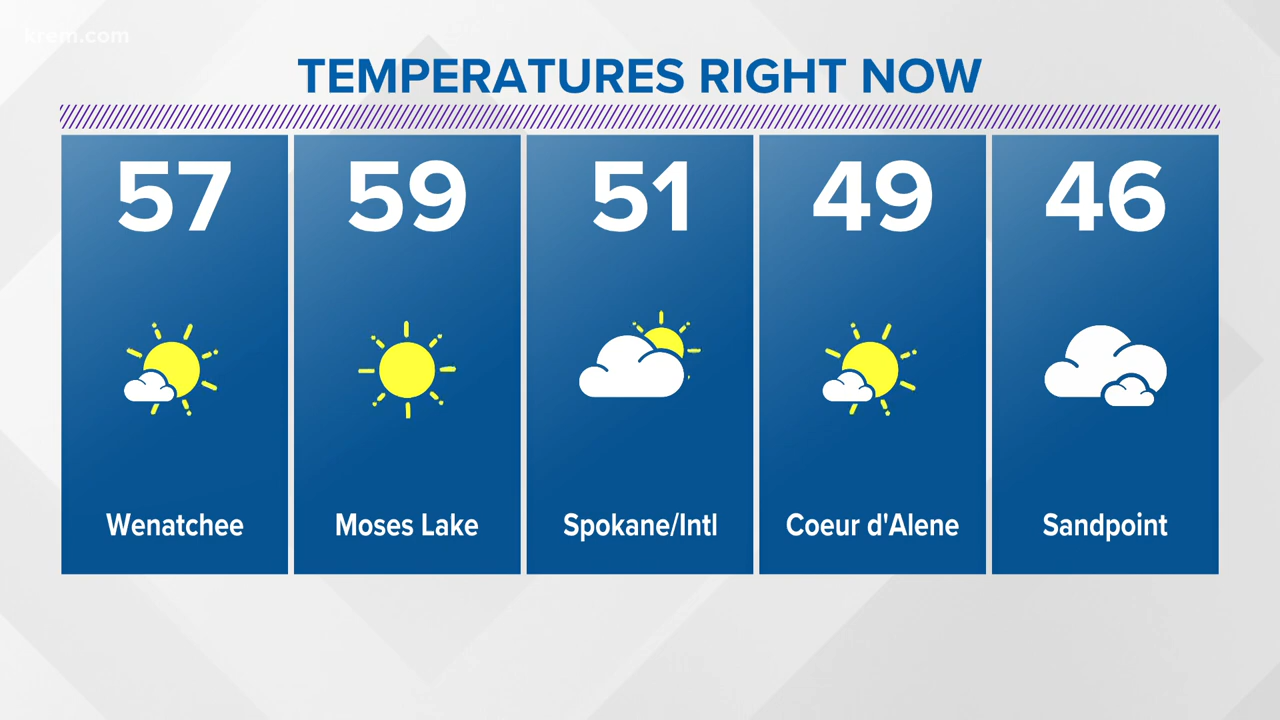 krem.com
TEMPERATURES RIGHT NOW
57
59
51
49
46
Wenatchee
Moses Lake
Spokane/Intl
Coeur d'Alene
Sandpoint